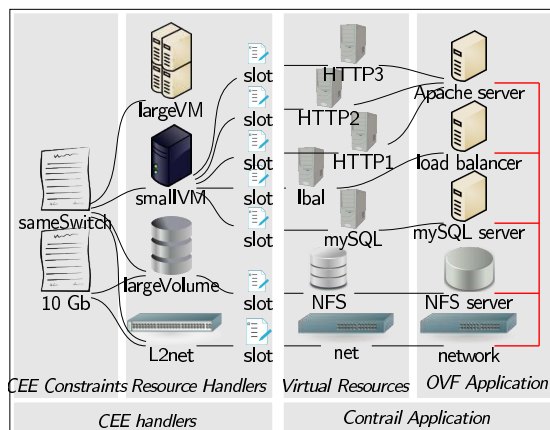 largeVM
slot
HTTP3
Apache server
slot
HTTP2
slot
HTTP1
load balancer
sameSwitch
smallVM
slot
lbal
slot
mySQL
mySQL server
10 Gb
largeVolume
slot
NFS
NFS server
L2net
slot
net
network
CEE Constraints
Resource Handlers
Virtual Resources
OVF Application
CEE handlers
Contrail Application